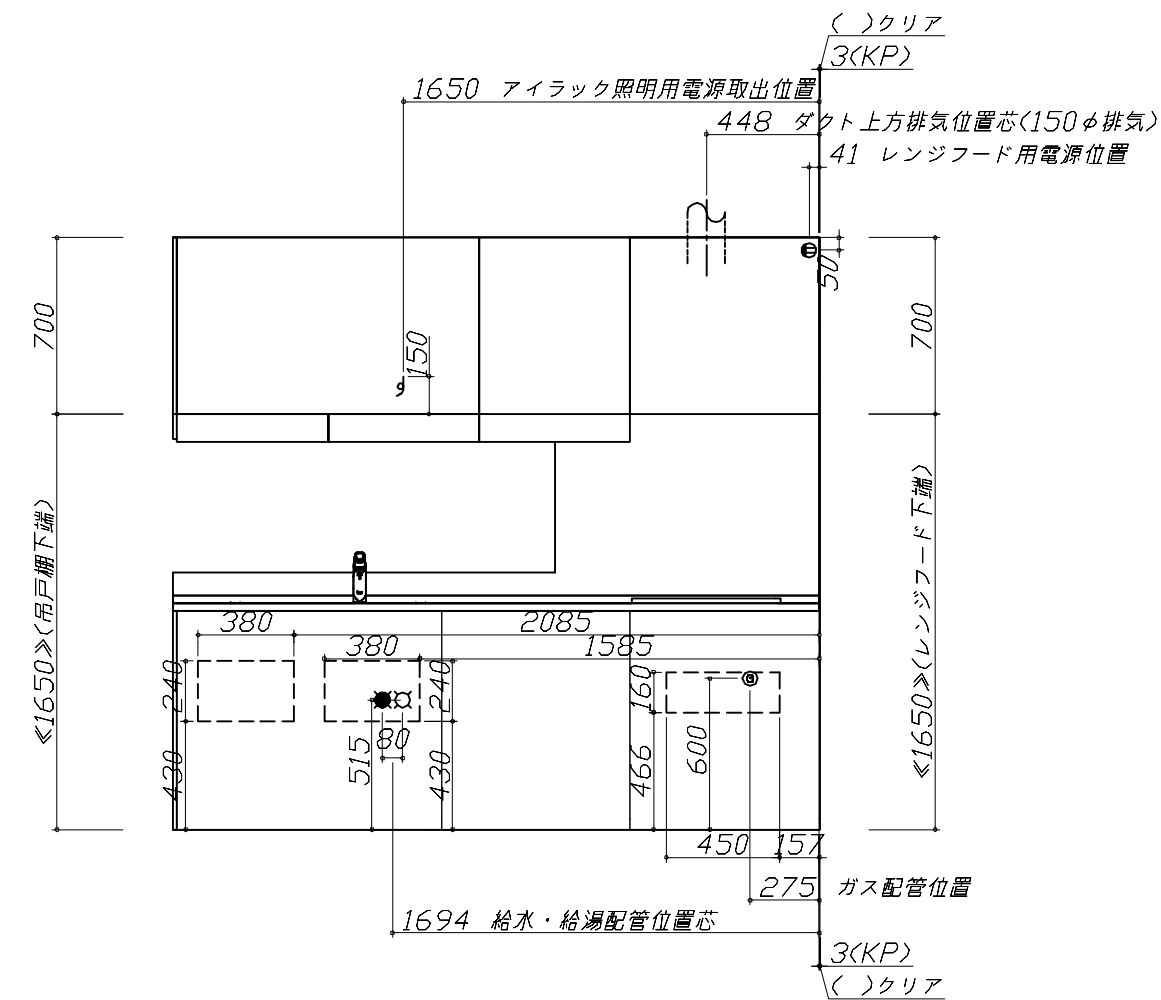 ( )クリア
3(KP)
1650 アイラック照明用電源取出位置
448 ダクト上方排気位置芯(150φ排気)
41 レンジフード用電源位置
50
700
700
150
≪1650≫(吊戸棚下端)
≪1650≫(レンジフード下端)
380
2085
380
1585
240
240
160
80
515
600
430
430
466
450
157
275 ガス配管位置
1694 給水・給湯配管位置芯
3(KP)
( )クリア